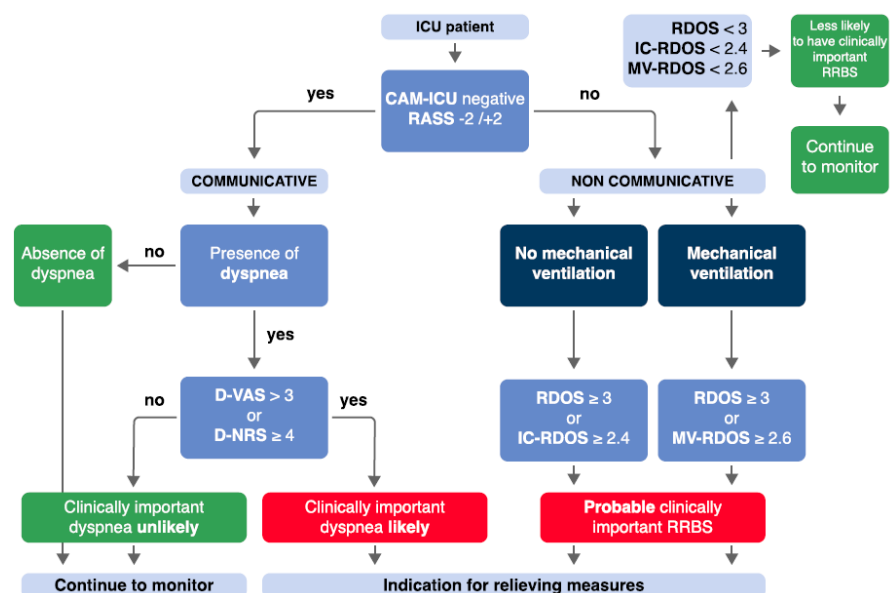 ICU patient
CAM-ICU negative
RASS -2 /+2
yes
no
RDOS < 3
IC-RDOS < 2.4
MV-RDOS < 2.6
Less likely
to have clinically
important
RRBS
Continue
to monitor
COMMUNICATIVE
NON COMMUNICATIVE
Absence of
dyspnea
no
Presence of
dyspnea
No mechanical
ventilation
Mechanical
ventilation
yes
no
D-VAS > 3
or
D-NRS ≥ 4
yes
RDOS ≥ 3
or
IC-RDOS ≥ 2.4
RDOS ≥ 3
or
MV-RDOS ≥ 2.6
Clinically important
dyspnea unlikely
Clinically important
dyspnea likely
Probable clinically
important RRBS
Continue to monitor
Indication for relieving measures